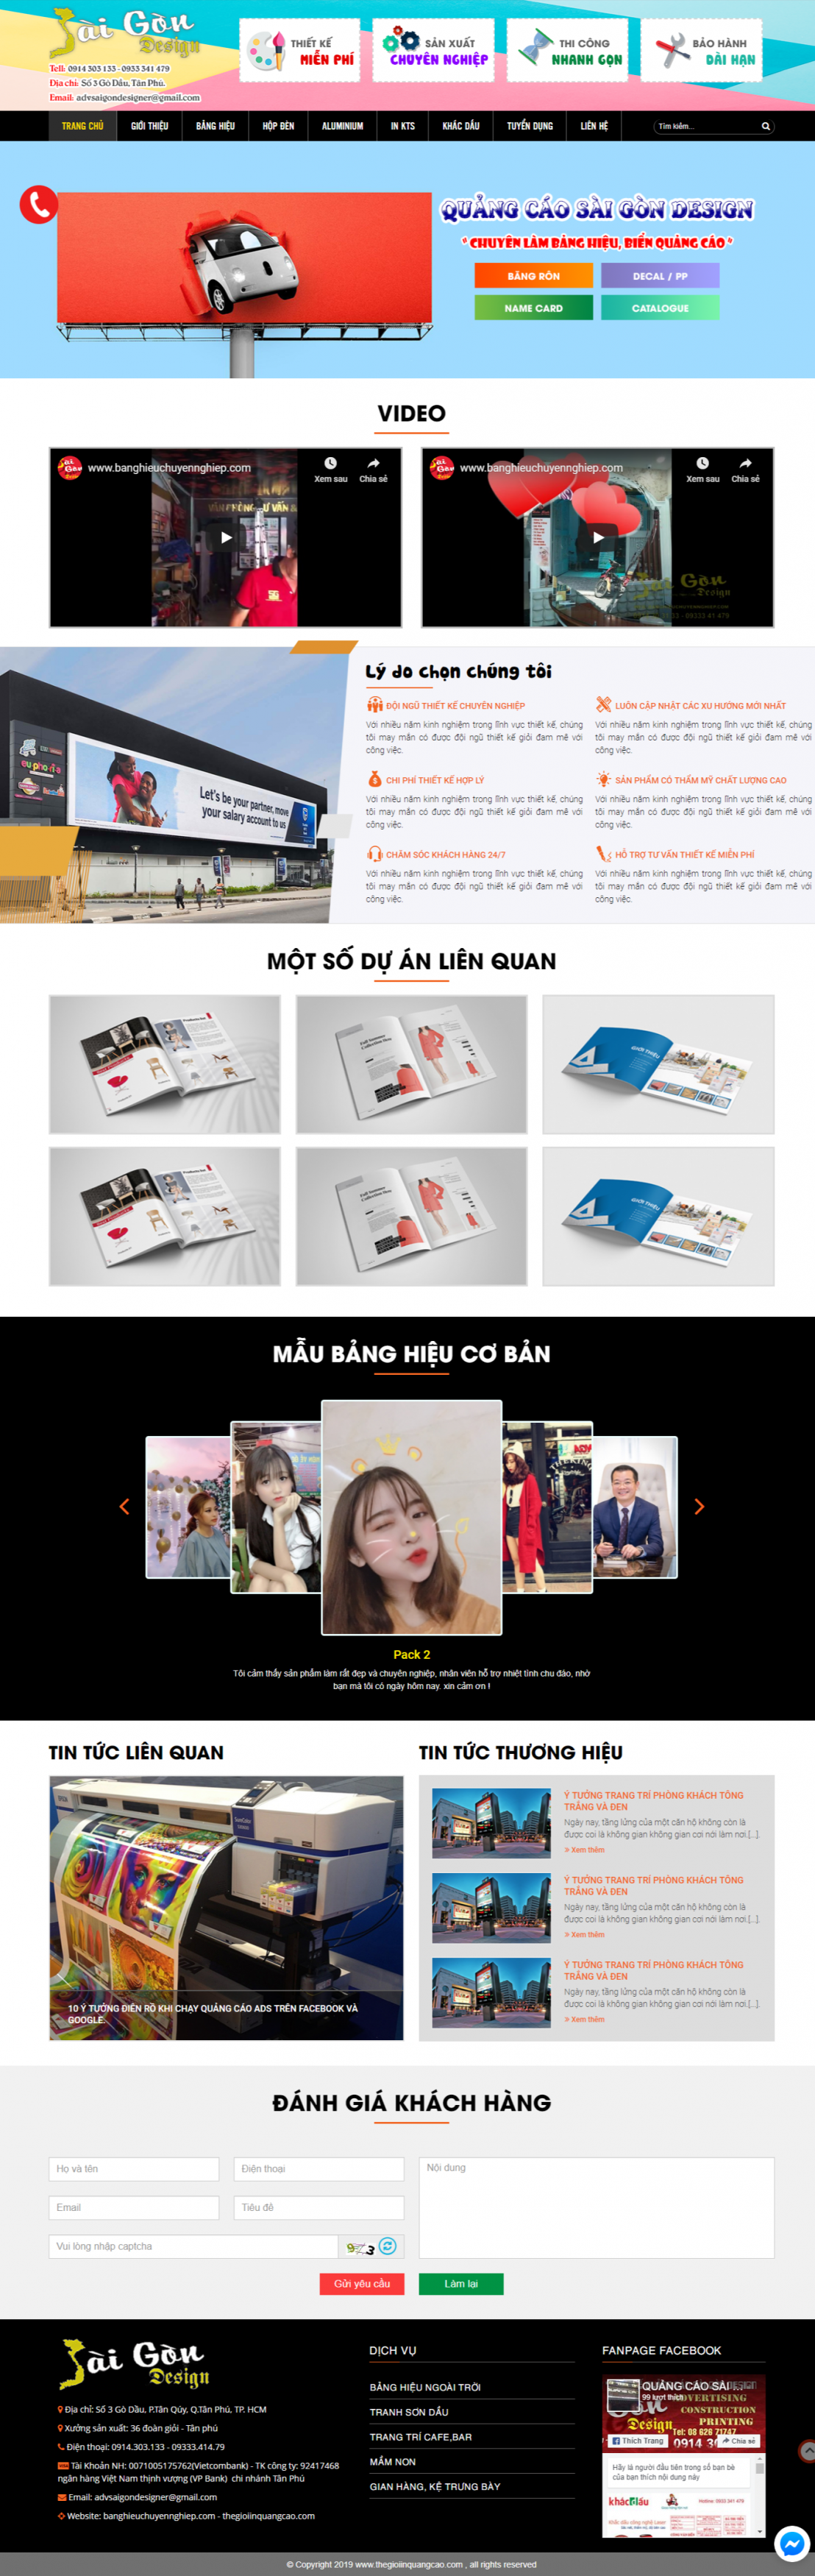 Sài Gòn
Design
Tell: 0914 303 133 - 0933 341 479
Địa chỉ: Số 3 Gò Dầu, Tân Phú.
Email: advsaigondesigner@gmail.com
THIẾT KẾ
MIỄN PHÍ
SẢN XUẤT
CHUYÊN NGHIỆP
THI CÔNG
NHANH GỌN
BẢO HÀNH
DÀI HẠN
TRANG CHỦ
GIỚI THIỆU
BẢNG HIỆU
HỘP ĐÈN
ALUMINIUM
IN KTS
KHẮC DẤU
TUYỂN DỤNG
LIÊN HỆ
Tìm kiếm...
QUẢNG CÁO SÀI GÒN DESIGN
" CHUYÊN LÀM BẢNG HIỆU, BIỂN QUẢNG CÁO "
BĂNG RÔN
DECAL / PP
NAME CARD
CATALOGUE
VIDEO
www.banghieuchuyennghiep.com
Xem sau
Chia sẻ
www.banghieuchuyennghiep.com
Xem sau
Chia sẻ
Sài Gòn
Design
Let's be your partner, move
your salary account to us
Lý do chọn chúng tôi
ĐỘI NGŨ THIẾT KẾ CHUYÊN NGHIỆP
Với nhiều năm kinh nghiệm trong lĩnh vực thiết kế, chúng
tôi may mắn có được đội ngũ thiết kế giỏi đam mê với
công việc.
LUÔN CẬP NHẬT CÁC XU HƯỚNG MỚI NHẤT
Với nhiều năm kinh nghiệm trong lĩnh vực thiết kế, chúng
tôi may mắn có được đội ngũ thiết kế giỏi đam mê với
công việc.
CHI PHÍ THIẾT KẾ HỢP LÝ
Với nhiều năm kinh nghiệm trong lĩnh vực thiết kế, chúng
tôi may mắn có được đội ngũ thiết kế giỏi đam mê với
công việc.
SẢN PHẨM CÓ THẨM MỸ CHẤT LƯỢNG CAO
Với nhiều năm kinh nghiệm trong lĩnh vực thiết kế, chúng
tôi may mắn có được đội ngũ thiết kế giỏi đam mê với
công việc.
CHĂM SÓC KHÁCH HÀNG 24/7
Với nhiều năm kinh nghiệm trong lĩnh vực thiết kế, chúng
tôi may mắn có được đội ngũ thiết kế giỏi đam mê với
công việc.
HỖ TRỢ TƯ VẤN THIẾT KẾ MIỄN PHÍ
Với nhiều năm kinh nghiệm trong lĩnh vực thiết kế, chúng
tôi may mắn có được đội ngũ thiết kế giỏi đam mê với
công việc.
MỘT SỐ DỰ ÁN LIÊN QUAN
GIỚI THIỆU
GIỚI THIỆU
MẪU BẢNG HIỆU CƠ BẢN
Pack 2
Tôi cảm thấy sản phẩm làm rất đẹp và chuyên nghiệp, nhân viên hỗ trợ nhiệt tình chu đáo, nhờ
bạn mà tôi có ngày hôm nay. xin cảm ơn !
TIN TỨC LIÊN QUAN
10 Ý TƯỞNG ĐIÊN RỒ KHI CHẠY QUẢNG CÁO ADS TRÊN FACEBOOK VÀ
GOOGLE.
TIN TỨC THƯƠNG HIỆU
Ý TƯỞNG TRANG TRÍ PHÒNG KHÁCH TÔNG
TRẮNG VÀ ĐEN
Ngày nay, tầng lửng của một căn hộ không còn là
được coi là không gian không gian cơi nới làm nơi.[...].
» Xem thêm
Ý TƯỞNG TRANG TRÍ PHÒNG KHÁCH TÔNG
TRẮNG VÀ ĐEN
Ngày nay, tầng lửng của một căn hộ không còn là
được coi là không gian không gian cơi nới làm nơi.[...].
» Xem thêm
Ý TƯỞNG TRANG TRÍ PHÒNG KHÁCH TÔNG
TRẮNG VÀ ĐEN
Ngày nay, tầng lửng của một căn hộ không còn là
được coi là không gian không gian cơi nới làm nơi.[...].
» Xem thêm
ĐÁNH GIÁ KHÁCH HÀNG
Họ và tên
Điện thoại
Nội dung
Email
Tiêu đề
Vui lòng nhập captcha
Gửi yêu cầu
Làm lại
Sài Gòn
Design
Địa chỉ: Số 3 Gò Dầu, P.Tân Qúy, Q.Tân Phú, TP. HCM
Xưởng sản xuất: 36 đoàn giỏi - Tân phú
Điện thoại: 0914.303.133 - 09333.414.79
Tài Khoản NH: 0071005175762(Vietcombank) - TK công ty: 92417468
ngân hàng Việt Nam thịnh vượng (VP Bank) chi nhánh Tân Phú
Email: advsaigondesigner@gmail.com
Website: banghieuchuyennghiep.com - thegioiinquangcao.com
DỊCH VỤ
BẢNG HIỆU NGOÀI TRỜI
TRANH SƠN DẦU
TRANG TRÍ CAFE,BAR
MẦM NON
GIAN HÀNG, KỆ TRƯNG BÀY
FANPAGE FACEBOOK
QUẢNG CÁO SÀI ...
99 lượt thích
ADVERTISING
CONSTRUCTION
PRINTING
Design
Tel: 08 626 71747
Thích Trang
Chia sẻ
Hãy là người đầu tiên trong số bạn bè
của bạn thích nội dung này
khắcdấu
Hotline: 0933 341 479
© Copyright 2019 www.thegioiinquangcao.com , all rights reserved